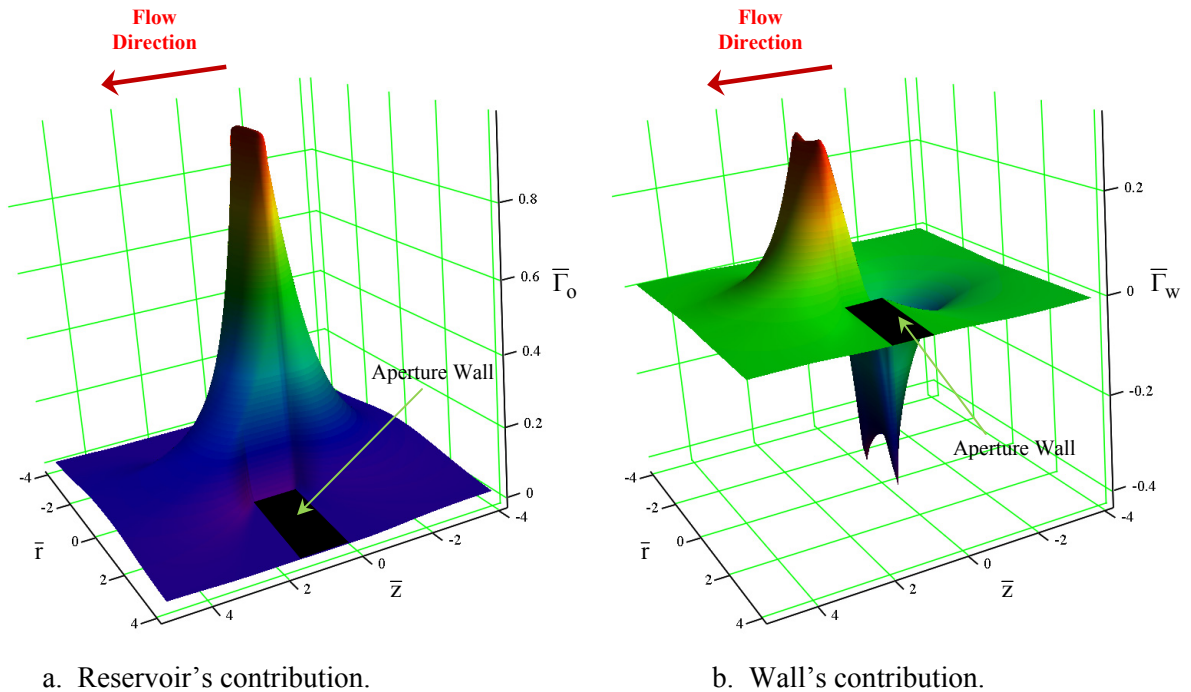 Flow
Direction
0.8
0.6
0.4
0.2
0
Γ̅o
Aperture Wall
-4
-2
0
2
4
r̅
4
2
0
-2
-4
z̅
a. Reservoir's contribution.
Flow
Direction
0.2
0
-0.2
-0.4
Γ̅w
Aperture Wall
-4
-2
0
2
4
r̅
4
2
0
-2
-4
z̅
b. Wall's contribution.